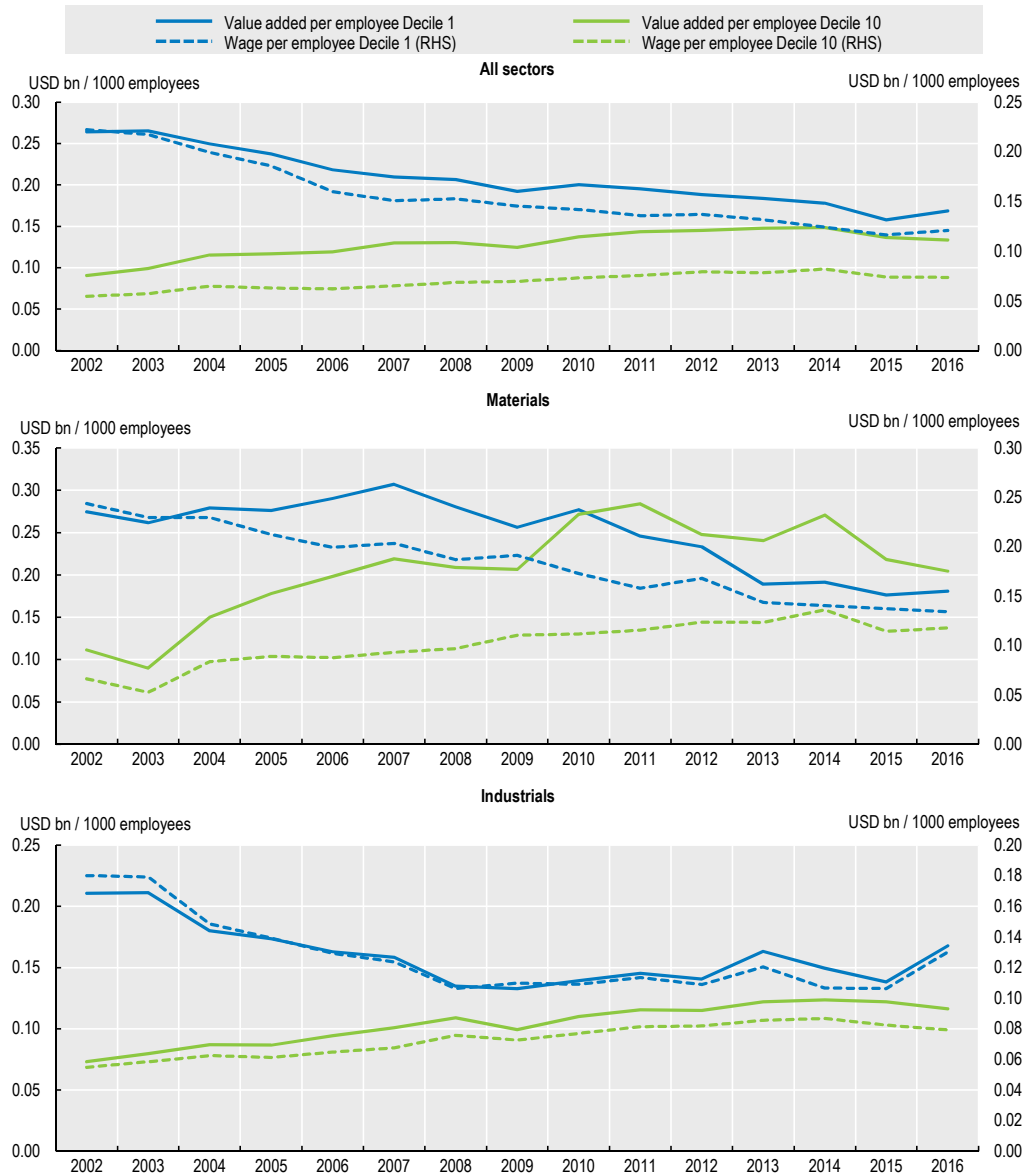 Value added per employee Decile 1
Value added per employee Decile 10
Wage per employee Decile 1 (RHS)
Wage per employee Decile 10 (RHS)
All sectors
USD bn / 1000 employees
USD bn / 1000 employees
0.30
0.25
0.20
0.15
0.10
0.05
0.00
0.25
0.20
0.15
0.10
0.05
0.00
2002 2003 2004 2005 2006 2007 2008 2009 2010 2011 2012 2013 2014 2015 2016
Materials
USD bn / 1000 employees
USD bn / 1000 employees
0.35
0.30
0.25
0.20
0.15
0.10
0.05
0.00
0.30
0.25
0.20
0.15
0.10
0.05
0.00
2002 2003 2004 2005 2006 2007 2008 2009 2010 2011 2012 2013 2014 2015 2016
Industrials
USD bn / 1000 employees
USD bn / 1000 employees
0.25
0.20
0.15
0.10
0.05
0.00
0.20
0.18
0.16
0.14
0.12
0.10
0.08
0.06
0.04
0.02
0.00
2002 2003 2004 2005 2006 2007 2008 2009 2010 2011 2012 2013 2014 2015 2016